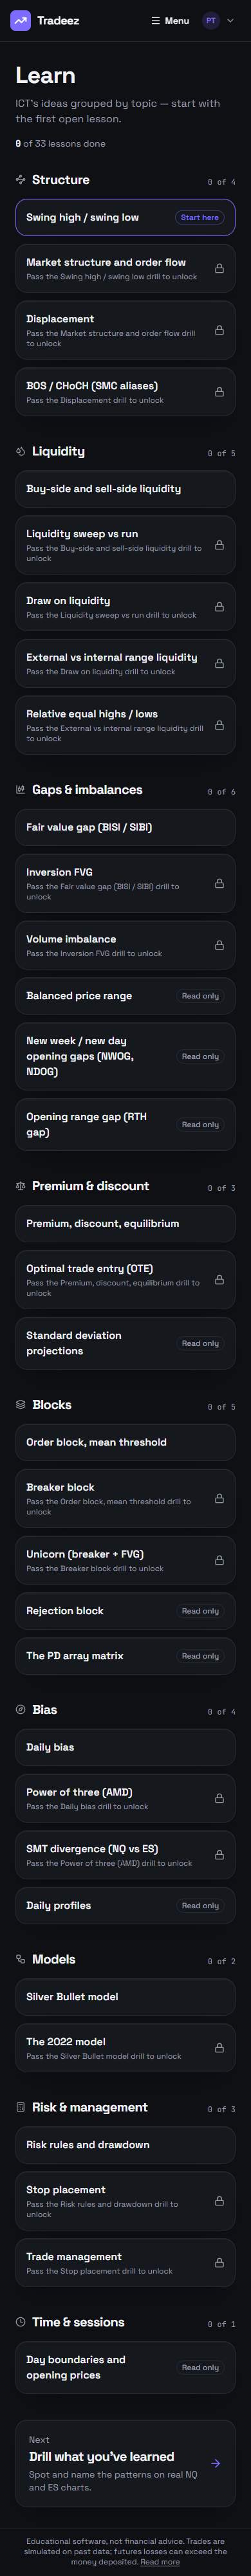 Tradeez
Menu
PT
Learn
ICT's ideas grouped by topic — start with
the first open lesson.
0 of 33 lessons done
Structure
0 of 4
Swing high / swing low
Start here
Market structure and order flow
Pass the Swing high / swing low drill to unlock
Displacement
Pass the Market structure and order flow drill
to unlock
BOS / CHoCH (SMC aliases)
Pass the Displacement drill to unlock
Liquidity
0 of 5
Buy-side and sell-side liquidity
Liquidity sweep vs run
Pass the Buy-side and sell-side liquidity drill to
unlock
Draw on liquidity
Pass the Liquidity sweep vs run drill to unlock
External vs internal range liquidity
Pass the Draw on liquidity drill to unlock
Relative equal highs / lows
Pass the External vs internal range liquidity drill
to unlock
Gaps & imbalances
0 of 6
Fair value gap (BISI / SIBI)
Inversion FVG
Pass the Fair value gap (BISI / SIBI) drill to
unlock
Volume imbalance
Pass the Inversion FVG drill to unlock
Balanced price range
Read only
New week / new day
opening gaps (NWOG,
NDOG)
Read only
Opening range gap (RTH
gap)
Read only
Premium & discount
0 of 3
Premium, discount, equilibrium
Optimal trade entry (OTE)
Pass the Premium, discount, equilibrium drill to
unlock
Standard deviation
projections
Read only
Blocks
0 of 5
Order block, mean threshold
Breaker block
Pass the Order block, mean threshold drill to
unlock
Unicorn (breaker + FVG)
Pass the Breaker block drill to unlock
Rejection block
Read only
The PD array matrix
Read only
Bias
0 of 4
Daily bias
Power of three (AMD)
Pass the Daily bias drill to unlock
SMT divergence (NQ vs ES)
Pass the Power of three (AMD) drill to unlock
Daily profiles
Read only
Models
0 of 2
Silver Bullet model
The 2022 model
Pass the Silver Bullet model drill to unlock
Risk & management
0 of 3
Risk rules and drawdown
Stop placement
Pass the Risk rules and drawdown drill to
unlock
Trade management
Pass the Stop placement drill to unlock
Time & sessions
0 of 1
Day boundaries and
opening prices
Read only
Next
Drill what you've learned
Spot and name the patterns on real NQ
and ES charts.
Educational software, not financial advice. Trades are
simulated on past data; futures losses can exceed the
money deposited. Read more